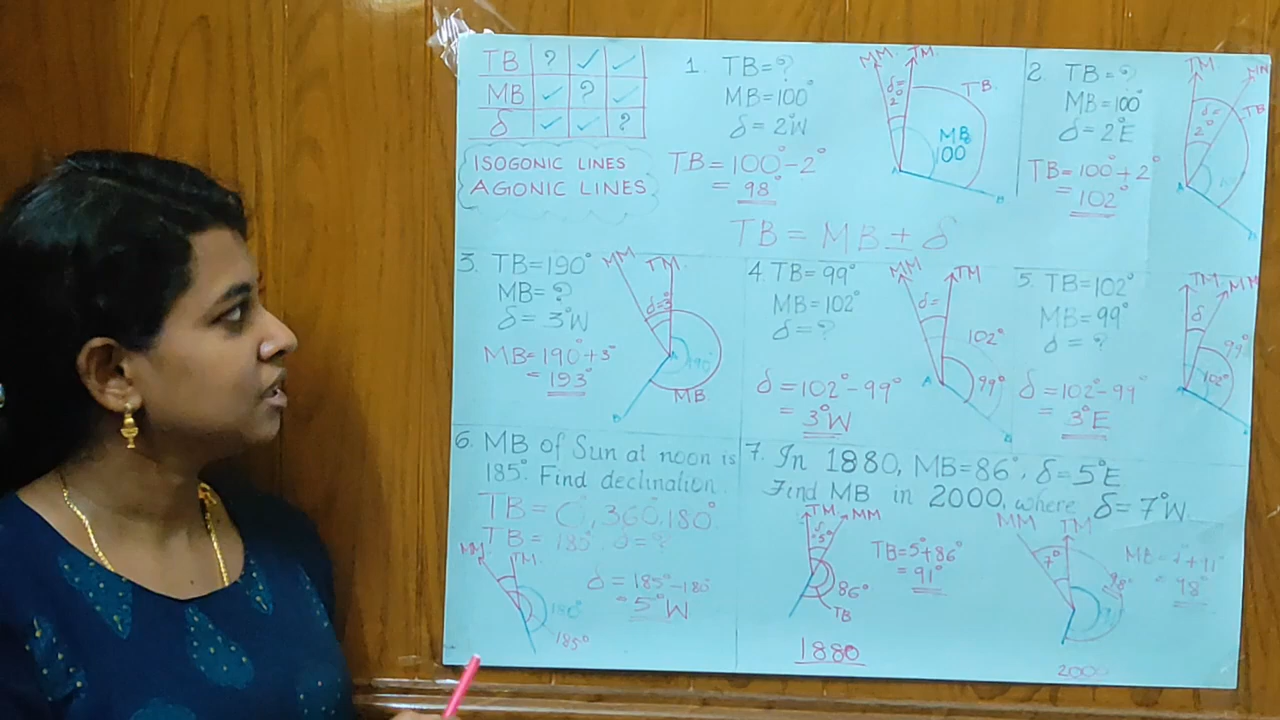 TB ? ✓ ✓
MB ✓ ? ✓
δ ✓ ✓ ?
ISOGONIC LINES
AGONIC LINES
1. TB=?
MB=100°
δ=2°W
TB=100°-2°
=98°
MM TM
δ=
2°
TB
MB
100
A
B
2. TB=?
MB=100°
δ=2°E
TB=100°+2°
=102°
TM MN
δ=
2°
TB
A
B
TB = MB ± δ
3. TB=190°
MB=?
δ=3°W
MB=190°+3°
=193°
MM TM
δ=3°
A
190°
MB
B
4. TB=99°
MB=102°
δ=?
δ=102°-99°
=3°W
MM TM
δ=
102°
A
99°
B
5. TB=102°
MB=99°
δ=?
δ=102-99°
=3°E
TM MM
δ
99°
102°
A
B
6. MB of Sun at noon is
185°. Find declination.
TB= 0°, 360°, 180°
TB= 185°, δ=?
MM TM
δ=185°-180°
=5°W
180°
185°
7. In 1880, MB=86°, δ=5°E
Find MB in 2000, where δ=7°W
TM MM
δ
=5°
TB=5°+86°
=91°
86°
TB
1880
MM TM
7°
98°
98°
2000